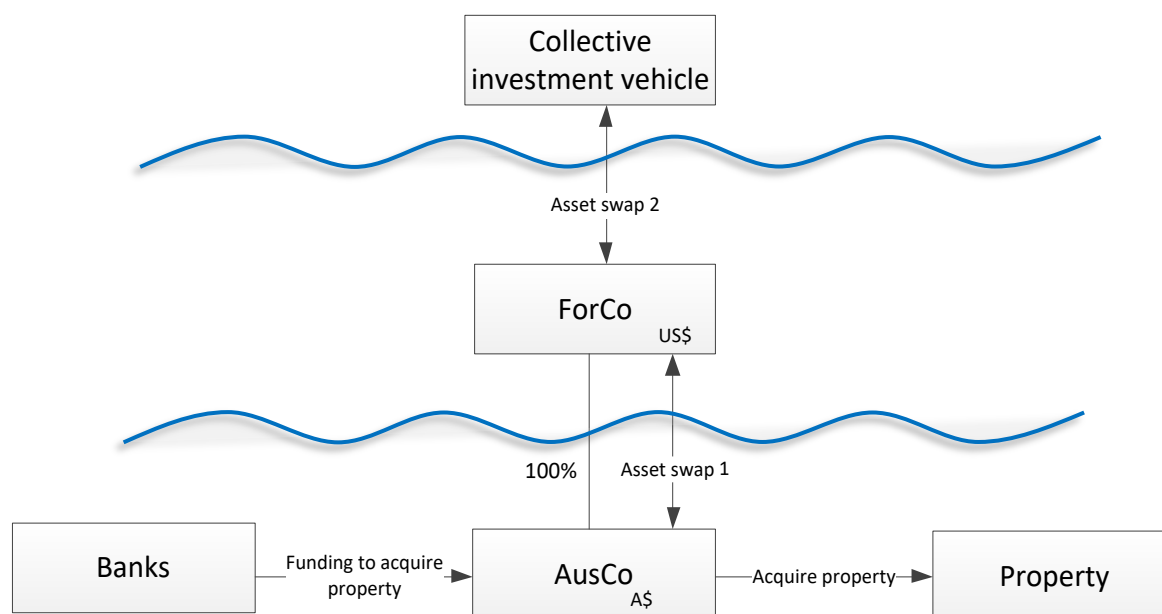 Collective
investment vehicle
Asset swap 2
ForCo
US$
100%
Asset swap 1
Banks
Funding to acquire
property
AusCo
A$
Acquire property
Property